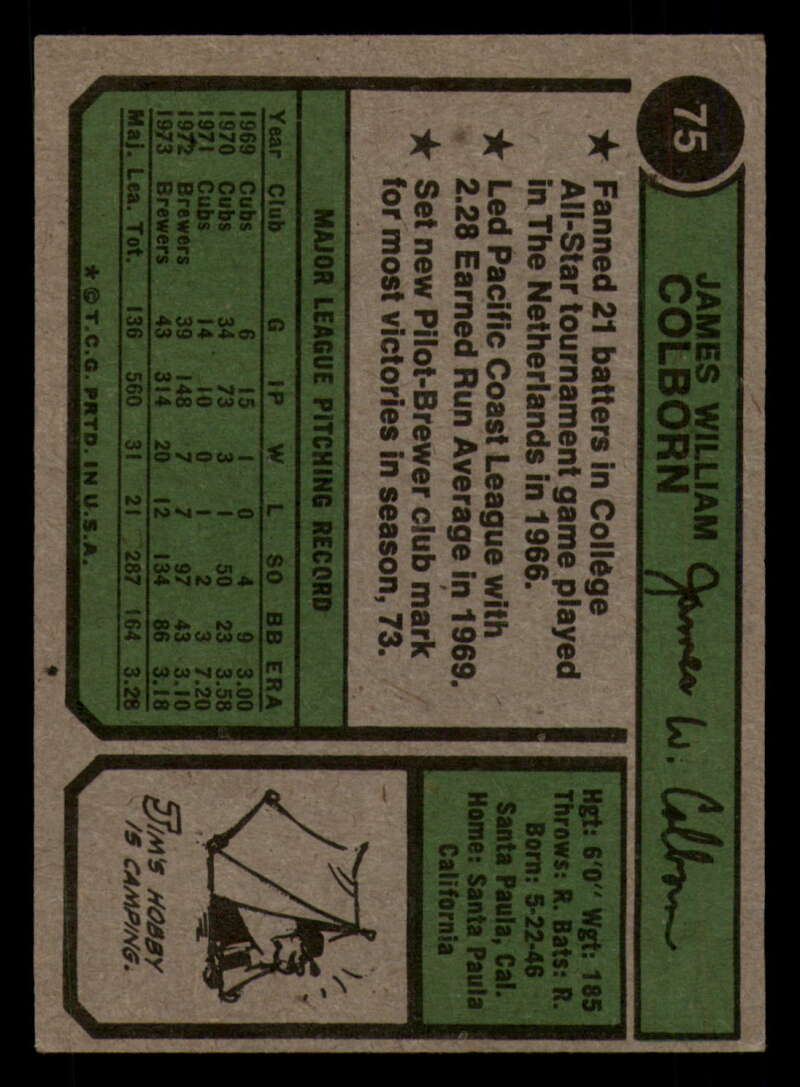 75
JAMES WILLIAM
COLBORN
James W. Colborn
★ Fanned 21 batters in College
All-Star tournament game played
in The Netherlands in 1966.
★ Led Pacific Coast League with
2.28 Earned Run Average in 1969.
★ Set new Pilot-Brewer club mark
for most victories in season, 73.
Hgt: 6'0" Wgt: 185
Throws: R. Bats: R.
Born: 5-22-46
Santa Paula, Cal.
Home: Santa Paula
California
MAJOR LEAGUE PITCHING RECORD
Year Club G IP W L SO BB ERA
1969 Cubs 6 15 1 0 4 9 3.00
1970 Cubs 34 73 3 1 50 23 3.58
1971 Cubs 14 10 0 1 2 3 7.20
1972 Brewers 39 148 7 7 97 43 3.10
1973 Brewers 43 314 20 12 134 86 3.18
Maj. Lea. Tot. 136 560 31 21 287 164 3.28
* © T.C.G. PRTD. IN U.S.A.
JIM'S HOBBY
IS CAMPING.